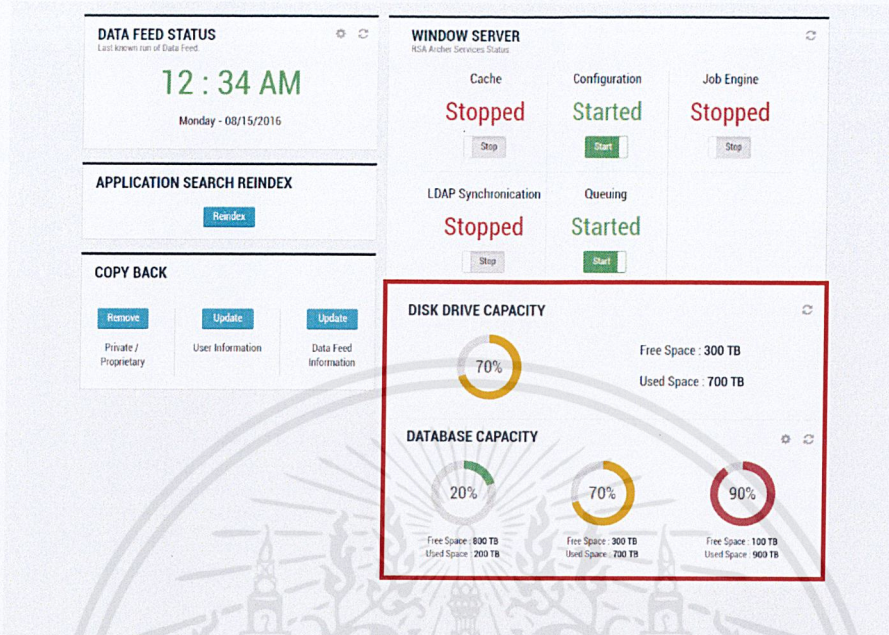 DATA FEED STATUS
Last known run of Data Feed.
12 : 34 AM
Monday - 08/15/2016
APPLICATION SEARCH REINDEX
Reindex
COPY BACK
Remove
Private /
Proprietary
Update
User Information
Update
Data Feed
Information
WINDOW SERVER
RSA Archer Services Status
Cache
Stopped
Stop
Configuration
Started
Start
Job Engine
Stopped
Stop
LDAP Synchronication
Stopped
Stop
Queuing
Started
Start
DISK DRIVE CAPACITY
70%
Free Space : 300 TB
Used Space : 700 TB
DATABASE CAPACITY
20%
Free Space : 800 TB
Used Space : 200 TB
70%
Free Space : 300 TB
Used Space : 700 TB
90%
Free Space : 100 TB
Used Space : 900 TB